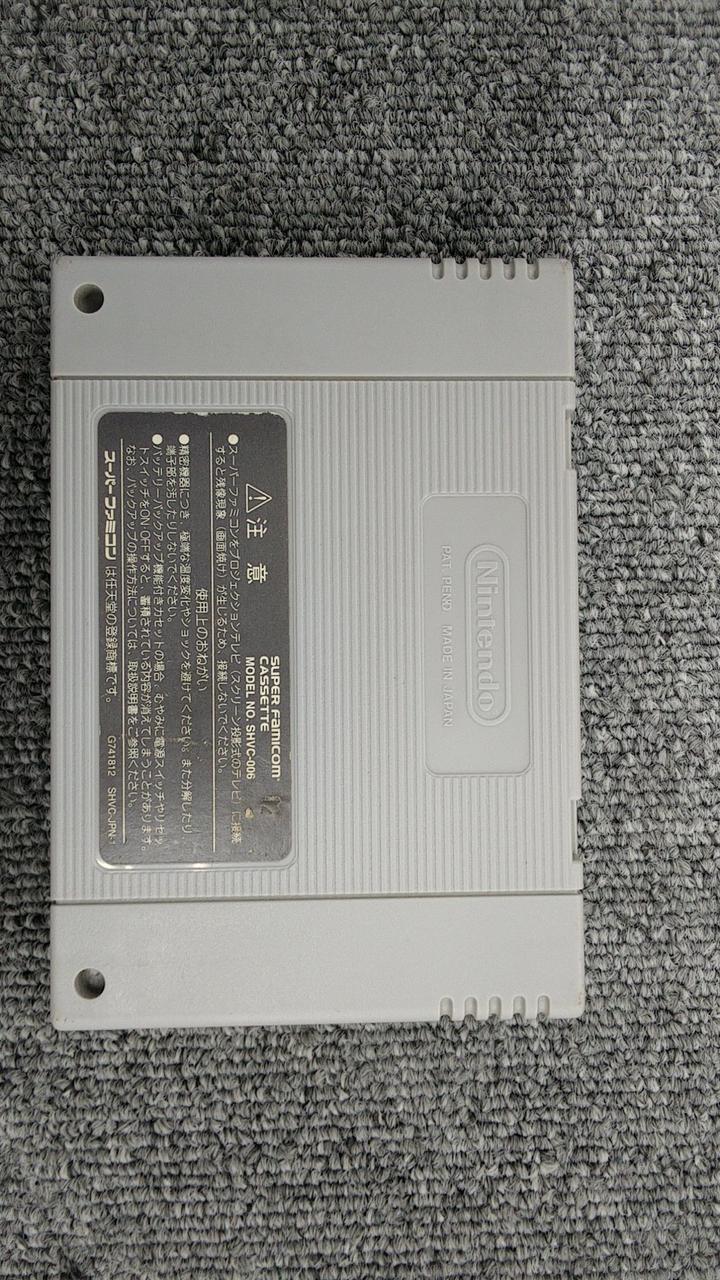 Nintendo
PAT. PEND. MADE IN JAPAN
SUPER FAMICOM
CASSETTE
MODEL NO. SHVC-006
注意
●スーパーファミコンをプロジェクションテレビ（スクリーン投影式のテレビ）に接続
すると残像現象（画面焼け）が生じるため、接続しないでください。
使用上のおねがい
●精密機器につき、極端な温度変化やショックを避けてください。また分解したり
端子部を汚したりしないでください。
●バッテリーバックアップ機能付きカセットの場合、むやみに電源スイッチやリセッ
トスイッチをON・OFFすると、蓄積されている内容が消えてしまうことがあります。
なお、バックアップの操作方法については、取扱説明書をご参照ください。
スーパーファミコンは任天堂の登録商標です。 G741812 SHVC-JPN-1